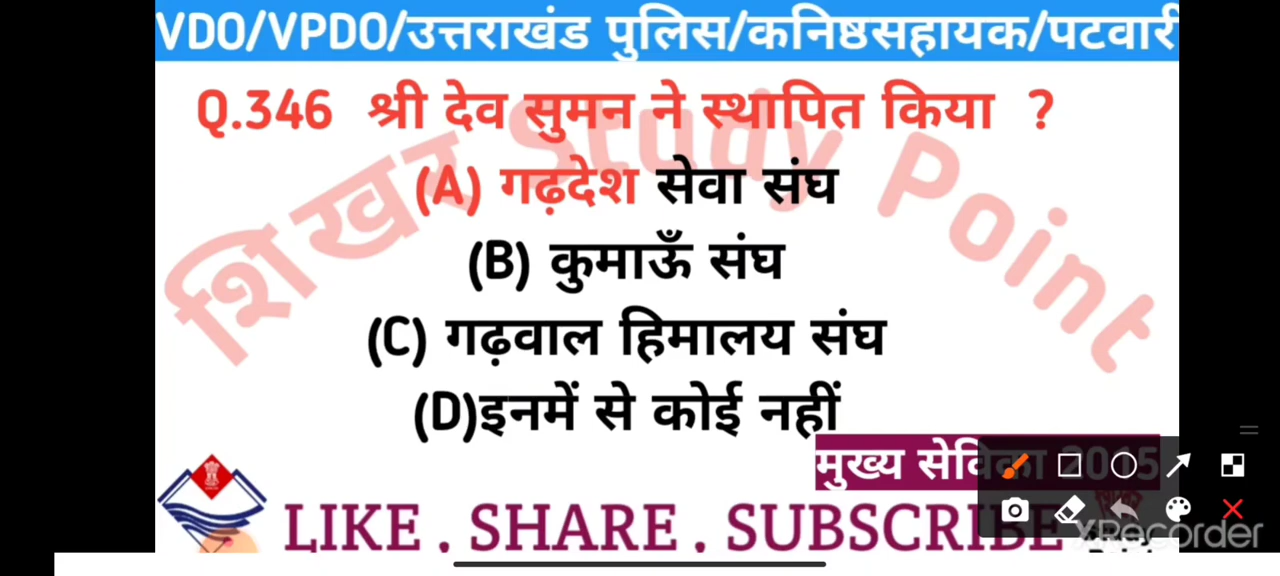 VDO/VPDO/उत्तराखंड पुलिस/कनिष्ठसहायक/पटवारी
Q.346 श्री देव सुमन ने स्थापित किया ?
(A) गढ़देश सेवा संघ
(B) कुमाऊँ संघ
(C) गढ़वाल हिमालय संघ
(D)इनमें से कोई नहीं
शिखर Study Point
मुख्य सेविका 2015
LIKE . SHARE . SUBSCRIBE
XRecorder